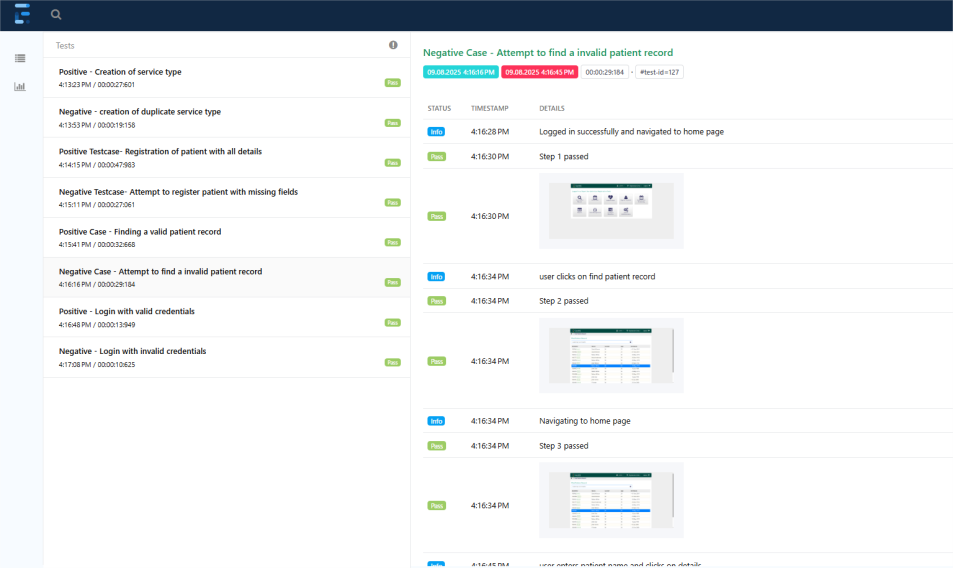 Tests
Positive - Creation of service type
4:13:23 PM / 00:00:27:601
Pass
Negative - creation of duplicate service type
4:13:53 PM / 00:00:19:158
Pass
Positive Testcase- Registration of patient with all details
4:14:15 PM / 00:00:47:983
Pass
Negative Testcase- Attempt to register patient with missing fields
4:15:11 PM / 00:00:27:061
Pass
Positive Case - Finding a valid patient record
4:15:41 PM / 00:00:32:668
Pass
Negative Case - Attempt to find a invalid patient record
4:16:16 PM / 00:00:29:184
Pass
Positive - Login with valid credentials
4:16:48 PM / 00:00:13:949
Pass
Negative - Login with invalid credentials
4:17:08 PM / 00:00:10:625
Pass
Negative Case - Attempt to find a invalid patient record
09.08.2025 4:16:16 PM 09.08.2025 4:16:45 PM 00:00:29:184 · #test-id=127
STATUS TIMESTAMP DETAILS
Info 4:16:28 PM Logged in successfully and navigated to home page
Pass 4:16:30 PM Step 1 passed
Pass 4:16:30 PM
Info 4:16:34 PM user clicks on find patient record
Pass 4:16:34 PM Step 2 passed
Pass 4:16:34 PM
Info 4:16:34 PM Navigating to home page
Pass 4:16:34 PM Step 3 passed
Pass 4:16:34 PM
Info 4:16:45 PM user enters patient name and clicks on details